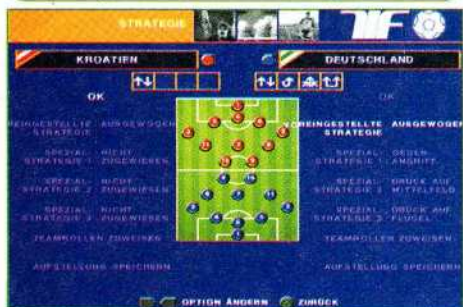 STRATEGIE
KROATIEN
DEUTSCHLAND
OK
OK
VOREINGESTELLTE STRATEGIE AUSGEWOGEN
VOREINGESTELLTE STRATEGIE AUSGEWOGEN
SPEZIAL- STRATEGIE 1 NICHT ZUGEWIESEN
SPEZIAL- STRATEGIE 1 GEGEN- ANGRIFF
SPEZIAL- STRATEGIE 2 NICHT ZUGEWIESEN
SPEZIAL- STRATEGIE 2 DRUCK AUF MITTELFELD
SPEZIAL- STRATEGIE 3 NICHT ZUGEWIESEN
SPEZIAL- STRATEGIE 3 DRUCK AUF FLÜGEL
TEAMROLLEN ZUWEISEN
TEAMROLLEN ZUWEISEN
AUFSTELLUNG SPEICHERN
AUFSTELLUNG SPEICHERN
OPTION ÄNDERN
ZURÜCK